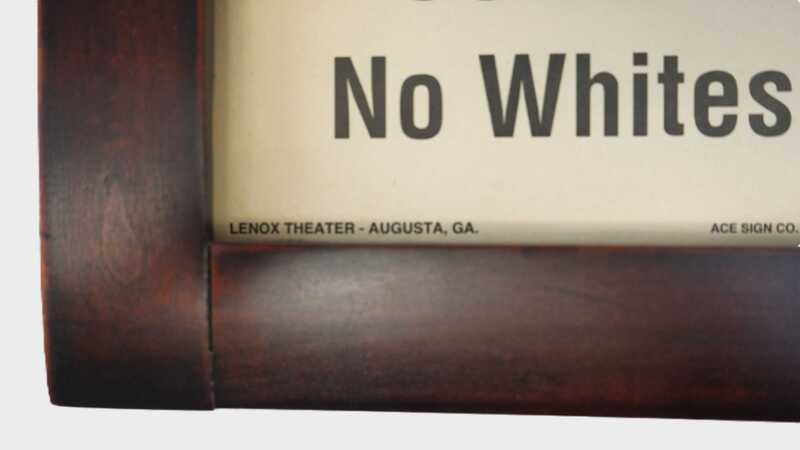 No Whites
LENOX THEATER - AUGUSTA, GA.
ACE SIGN CO.